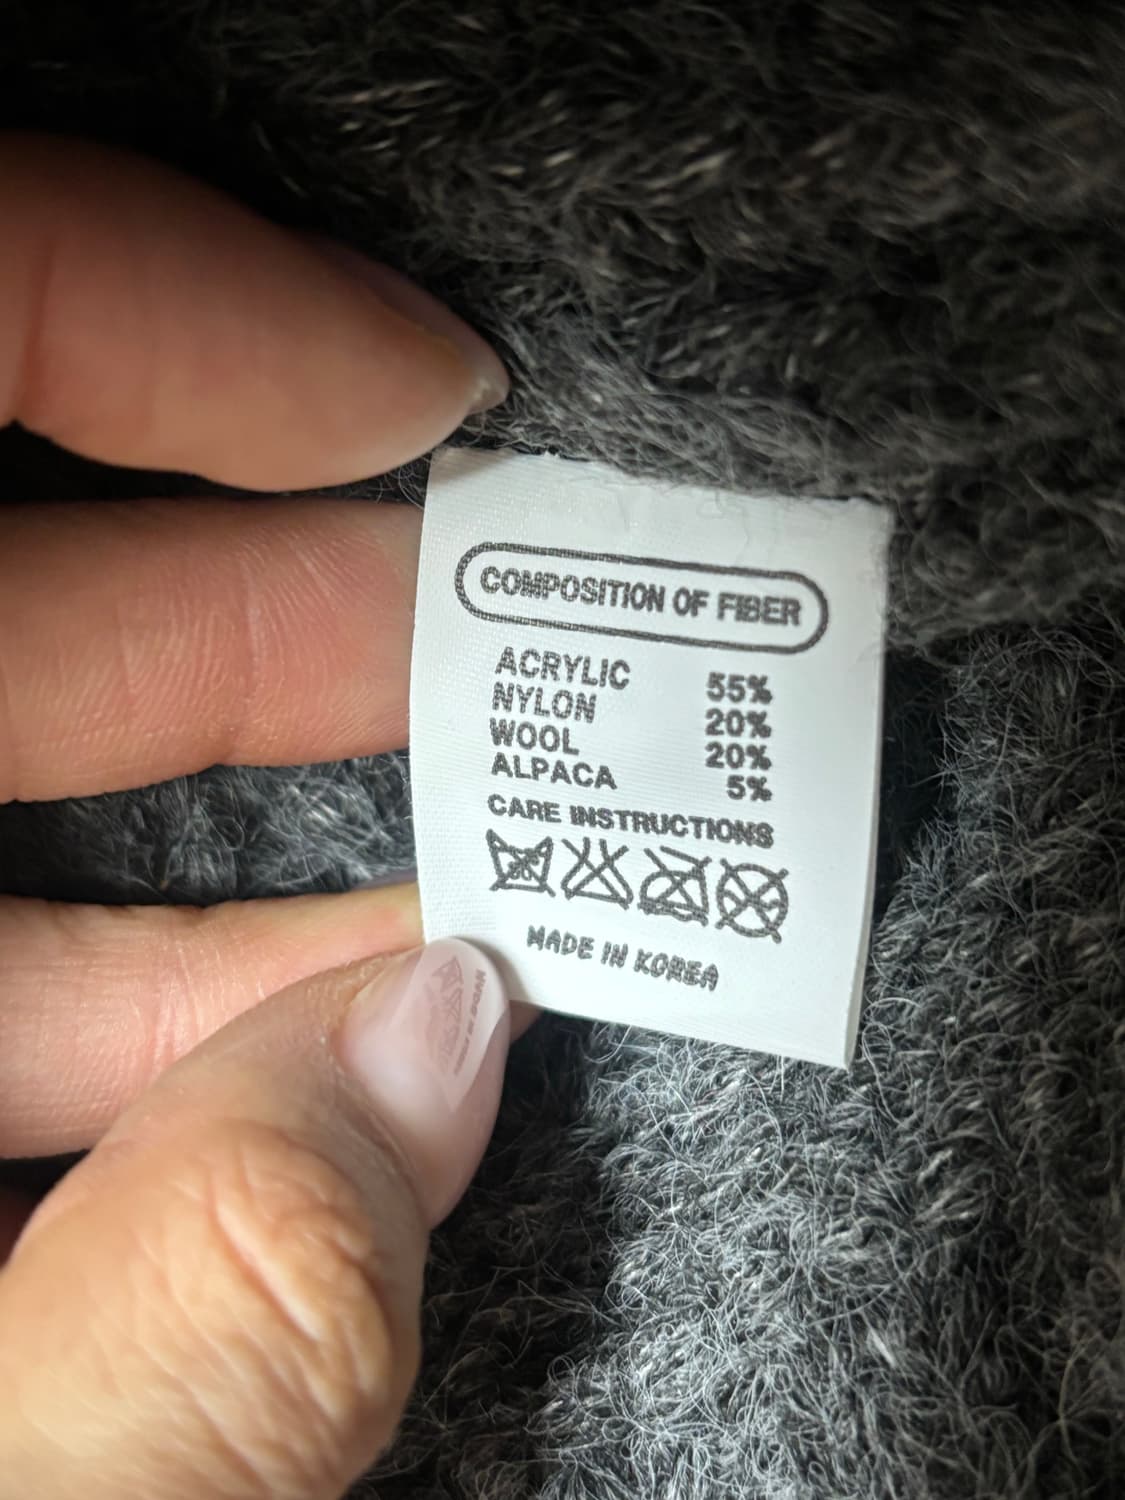 COMPOSITION OF FIBER
ACRYLIC 55%
NYLON 20%
WOOL 20%
ALPACA 5%
CARE INSTRUCTIONS
MADE IN KOREA